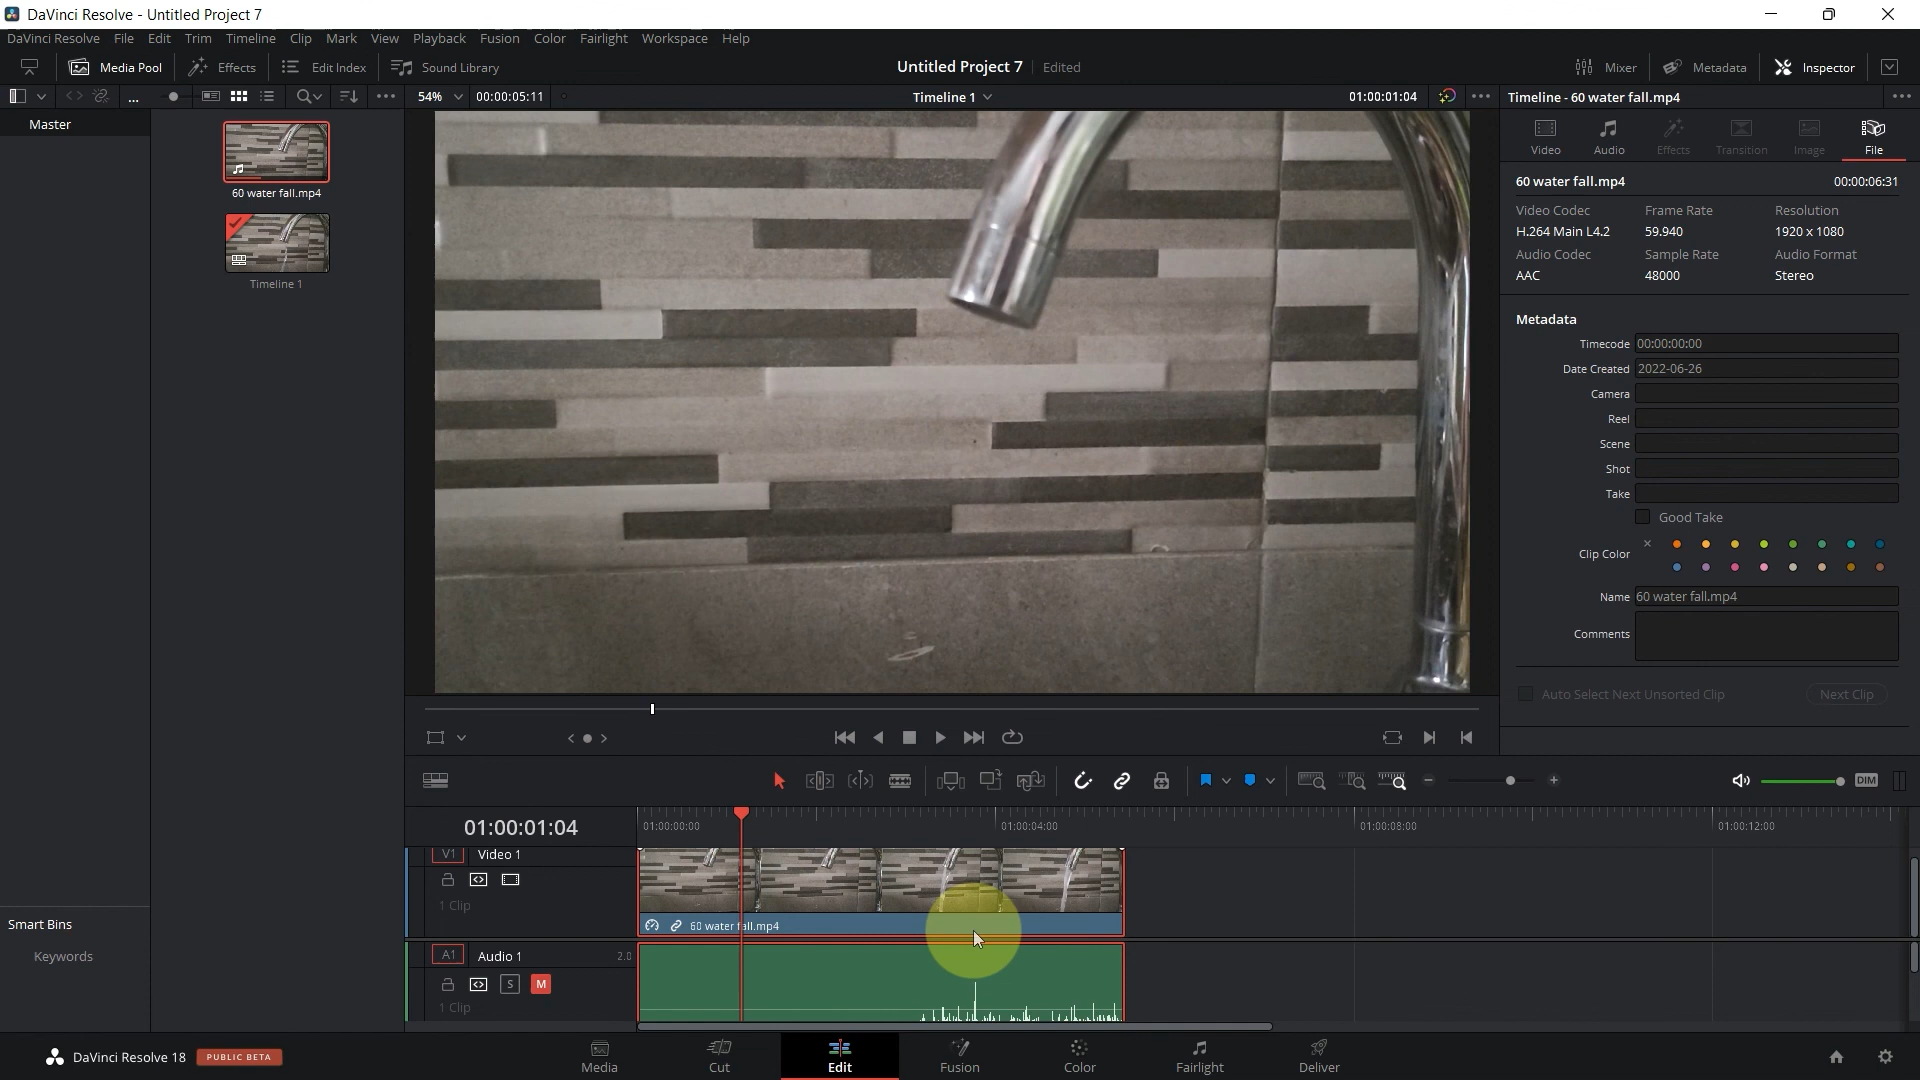 DaVinci Resolve - Untitled Project 7
DaVinci Resolve File Edit Trim Timeline Clip Mark View Playback Fusion Color Fairlight Workspace Help
Media Pool Effects Edit Index Sound Library Untitled Project 7 Edited Mixer Metadata Inspector
54% 00:00:05:11 Timeline 1 01:00:01:04 Timeline - 60 water fall.mp4
Master
60 water fall.mp4
Timeline 1
Video Audio Effects Transition Image File
60 water fall.mp4 00:00:06:31
Video Codec Frame Rate Resolution
H.264 Main L4.2 59.940 1920 x 1080
Audio Codec Sample Rate Audio Format
AAC 48000 Stereo
Metadata
Timecode 00:00:00:00
Date Created 2022-06-26
Camera
Reel
Scene
Shot
Take
Good Take
Clip Color
Name 60 water fall.mp4
Comments
Auto Select Next Unsorted Clip Next Clip
DIM
01:00:01:04 01:00:00:00 01:00:04:00 01:00:08:00 01:00:12:00
V1 Video 1
1 Clip
60 water fall.mp4
A1 Audio 1 2.0
S M
1 Clip
Smart Bins
Keywords
DaVinci Resolve 18 PUBLIC BETA
Media Cut Edit Fusion Color Fairlight Deliver